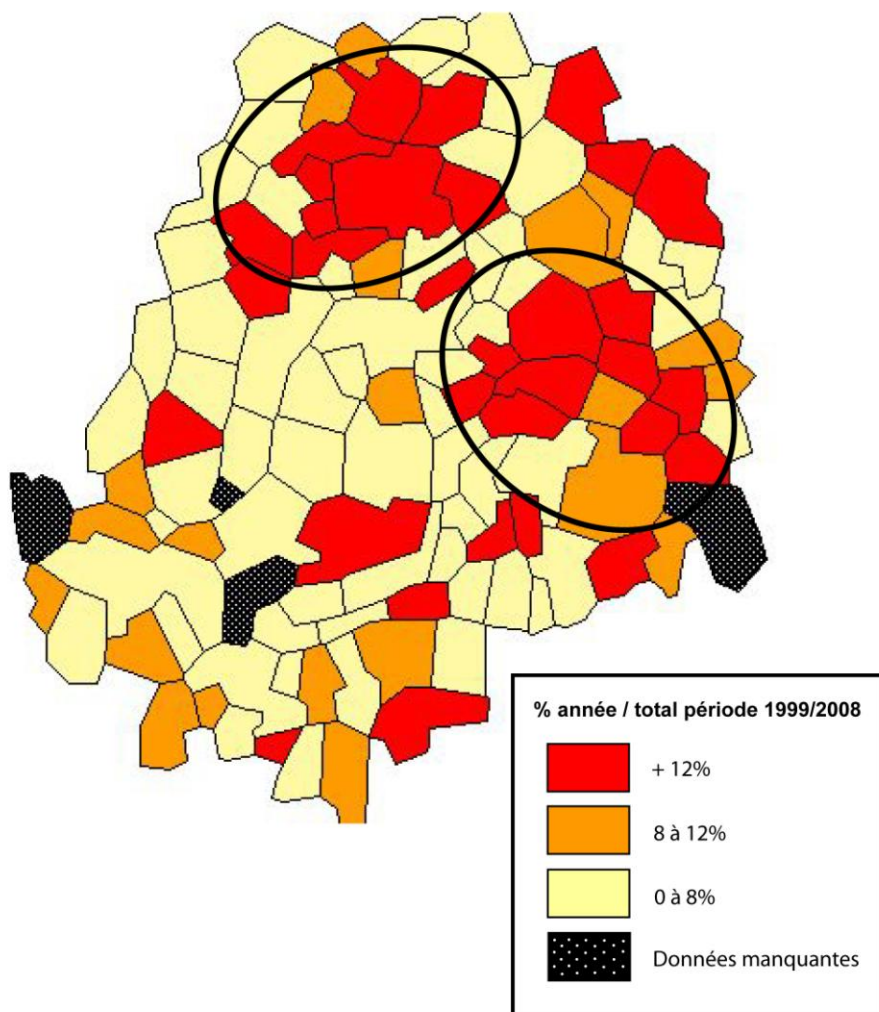 % année / total période 1999/2008
+ 12%
8 à 12%
0 à 8%
Données manquantes